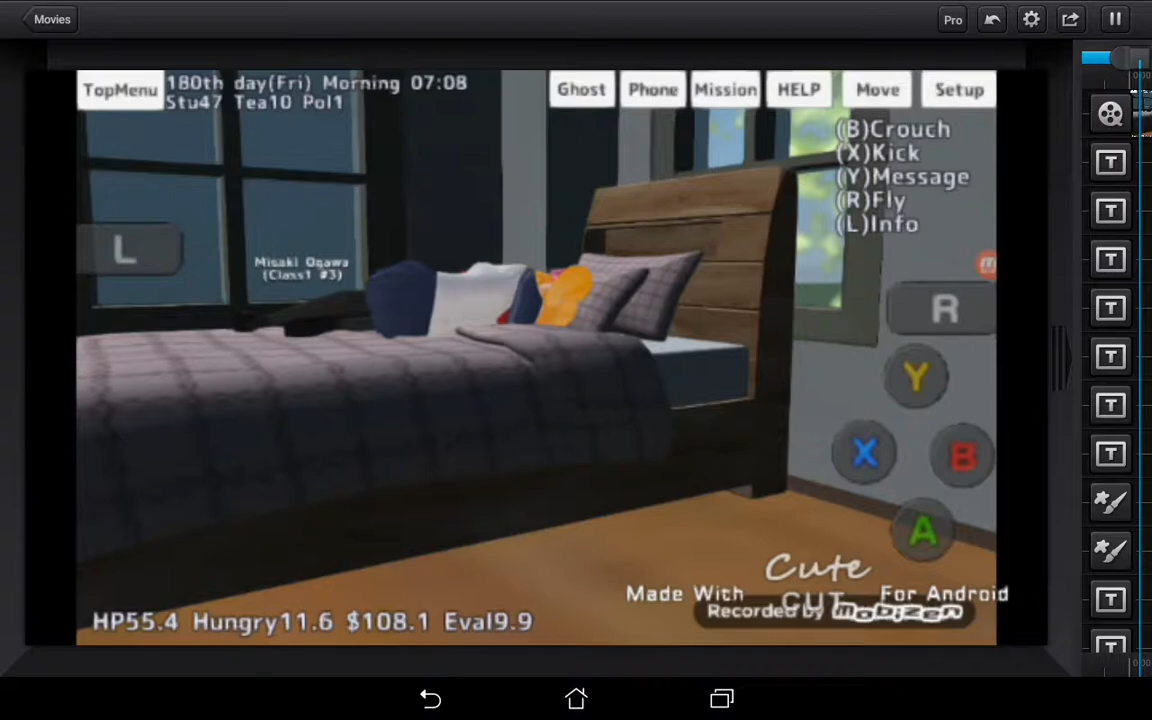 Movies
Pro
TopMenu
180th day(Fri) Morning 07:08
Stu47 Tea10 Pol1
Ghost
Phone
Mission
HELP
Move
Setup
(B)Crouch
(X)Kick
(Y)Message
(R)Fly
(L)Info
L
Misaki Ogawa
(Class1 #3)
R
Y
X
B
A
Cute
Made With CUT For Android
Recorded by mobizen
HP55.4 Hungry11.6 $108.1 Eval9.9
T
T
T
T
T
T
T
T
T